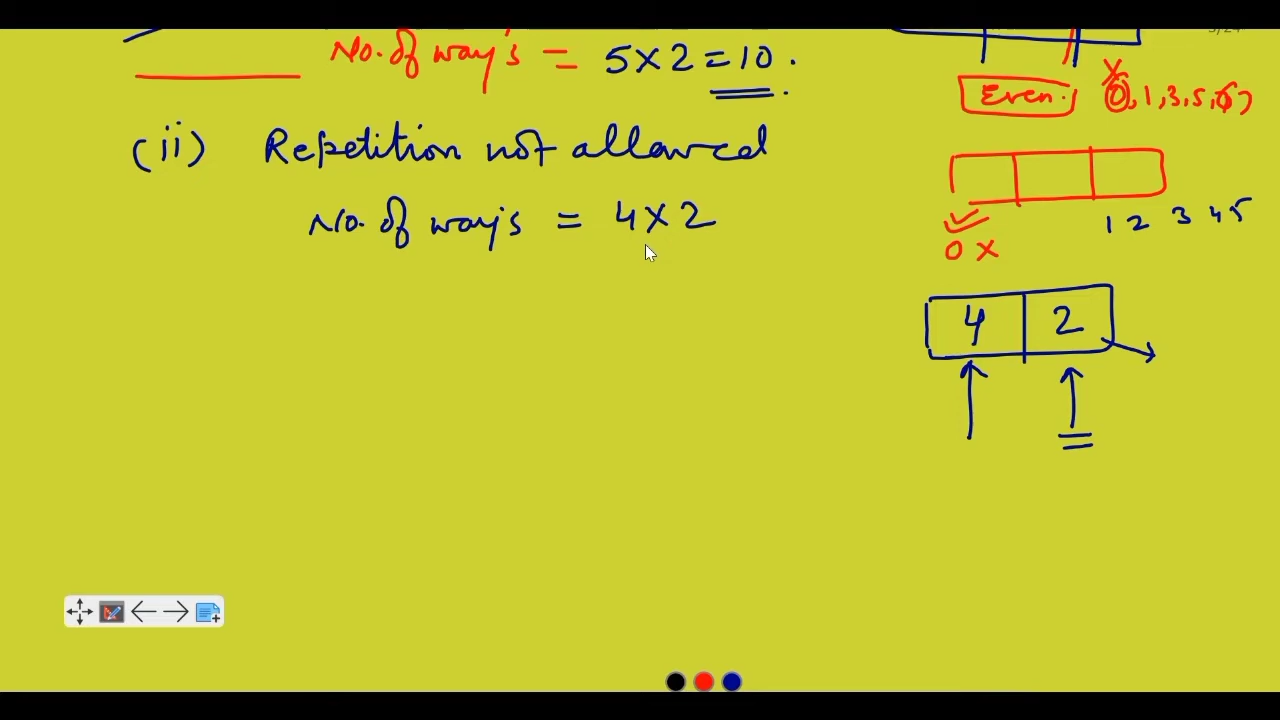 No. of way's = 5×2=10.
Even. 0, 1, 3, 5, 6,
(ii) Repetition not allowed
1 2 3 4 5
No. of way's = 4×2
0 ×
4 2